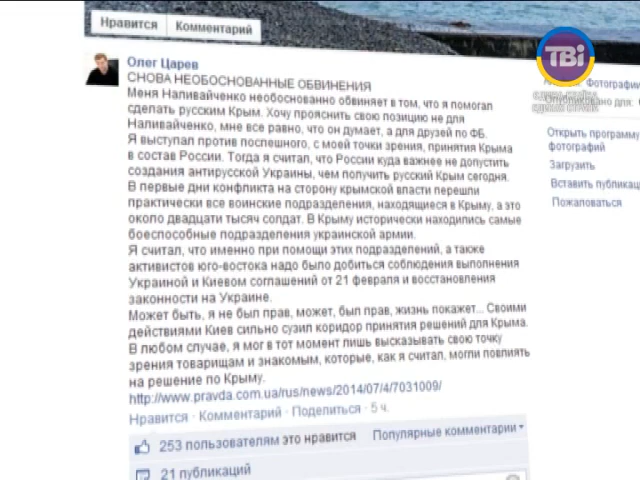 Нравится Комментарий
ТВі
Олег Царев
СНОВА НЕОБОСНОВАННЫЕ ОБВИНЕНИЯ
Меня Наливайченко необоснованно обвиняет в том, что я помогал
сделать русским Крым. Хочу прояснить свою позицию не для
Наливайченко, мне все равно, что он думает, а для друзей по ФБ.
Я выступал против поспешного, с моей точки зрения, принятия Крыма
в состав России. Тогда я считал, что России куда важнее не допустить
создания антирусской Украины, чем получить русский Крым сегодня.
В первые дни конфликта на сторону крымской власти перешли
практически все воинские подразделения, находящиеся в Крыму, а это
около двадцати тысяч солдат. В Крыму исторически находились самые
боеспособные подразделения украинской армии.
Я считал, что именно при помощи этих подразделений, а также
активистов юго-востока надо было добиться соблюдения выполнения
Украиной и Киевом соглашений от 21 февраля и восстановления
законности на Украине.
Может быть, я не был прав, может, был прав, жизнь покажет... Своими
действиями Киев сильно сузил коридор принятия решений для Крыма.
В любом случае, я мог в тот момент лишь высказывать свою точку
зрения товарищам и знакомым, которые, как я считал, могли повлиять
на решение по Крыму.
http://www.pravda.com.ua/rus/news/2014/07/4/7031009/
Нравится · Комментарий · Поделиться · 5 ч.
253 пользователям это нравится Популярные комментарии
21 публикаций
Фотографии
Опубликовано для:
Открыть программу
фотографий
Загрузить
Вставить публикац
Пожаловаться